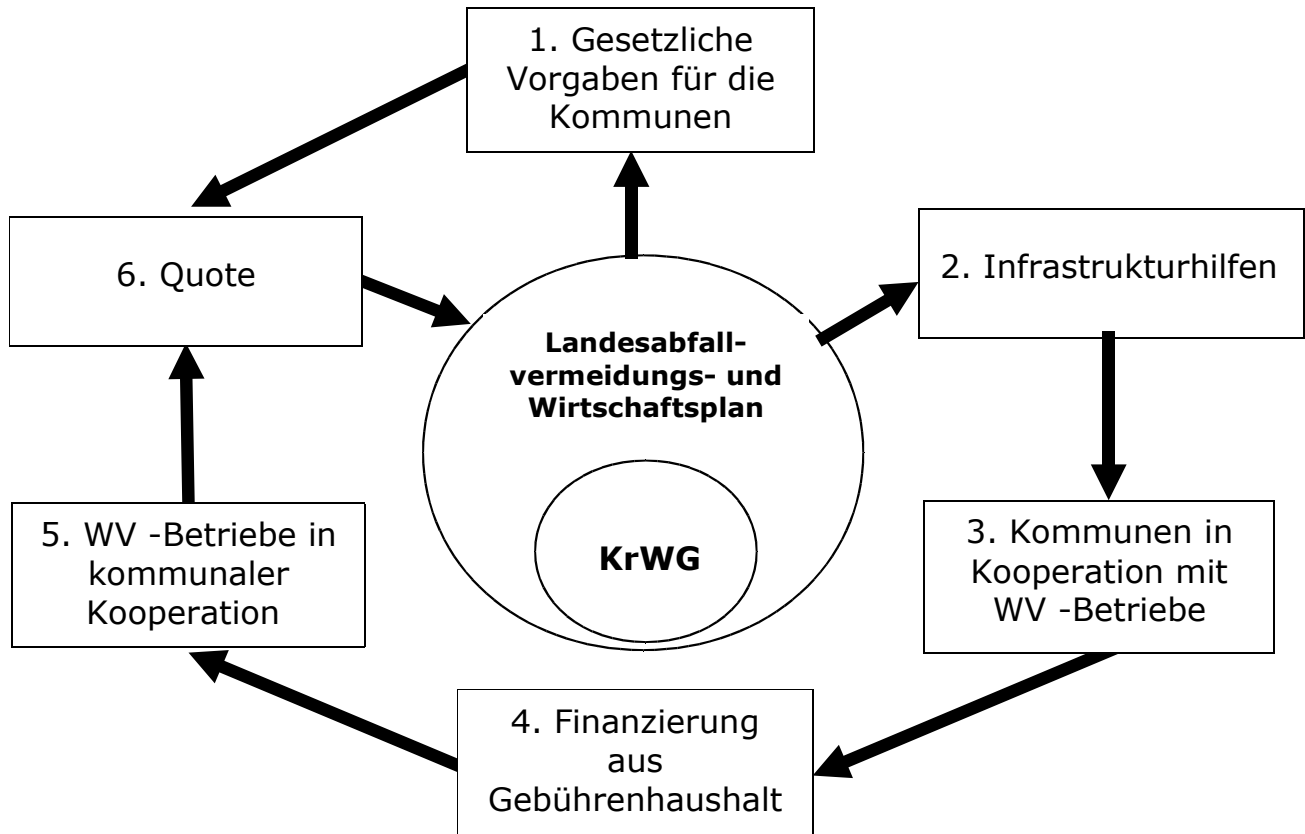 1. Gesetzliche
Vorgaben für die
Kommunen
2. Infrastrukturhilfen
3. Kommunen in
Kooperation mit
WV -Betriebe
4. Finanzierung
aus
Gebührenhaushalt
5. WV -Betriebe in
kommunaler
Kooperation
6. Quote
Landesabfall-
vermeidungs- und
Wirtschaftsplan
KrWG